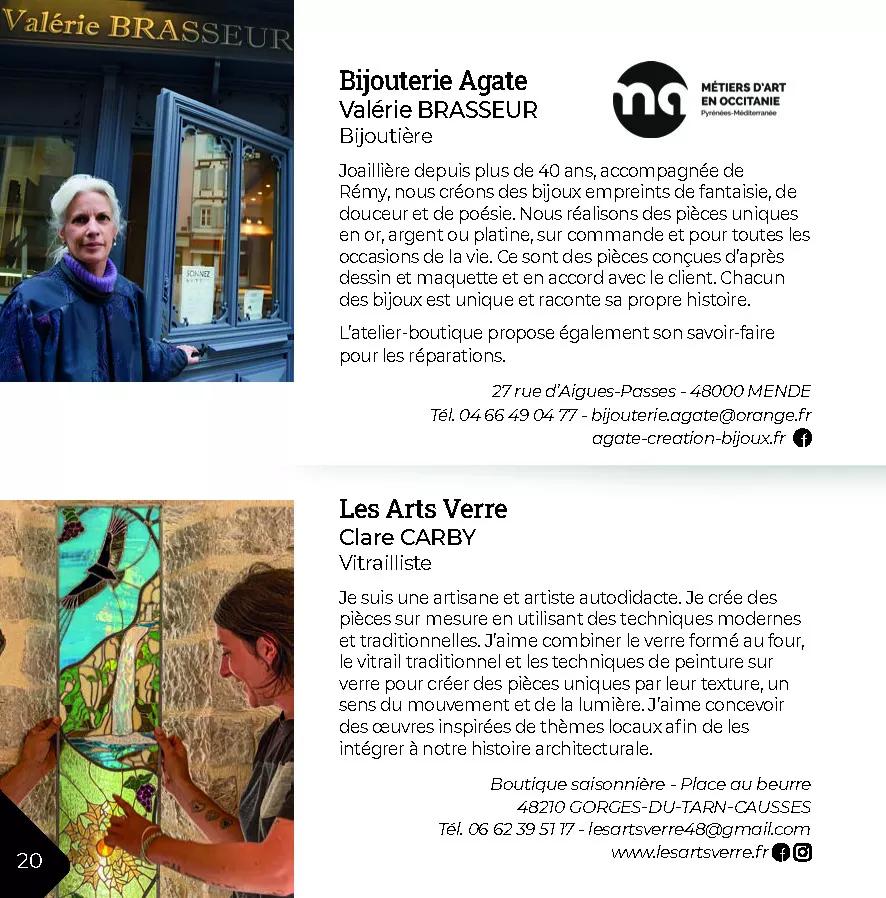 Valérie BRASSEUR
SONNEZ
Bijouterie Agate
Valérie BRASSEUR
Bijoutière
ma
MÉTIERS D'ART
EN OCCITANIE
Pyrénées-Méditerranée
Joaillière depuis plus de 40 ans, accompagnée de
Rémy, nous créons des bijoux empreints de fantaisie, de
douceur et de poésie. Nous réalisons des pièces uniques
en or, argent ou platine, sur commande et pour toutes les
occasions de la vie. Ce sont des pièces conçues d'après
dessin et maquette et en accord avec le client. Chacun
des bijoux est unique et raconte sa propre histoire.
L'atelier-boutique propose également son savoir-faire
pour les réparations.
27 rue d'Aigues-Passes - 48000 MENDE
Tél. 04 66 49 04 77 - bijouterie.agate@orange.fr
agate-creation-bijoux.fr
Les Arts Verre
Clare CARBY
Vitrailliste
Je suis une artisane et artiste autodidacte. Je crée des
pièces sur mesure en utilisant des techniques modernes
et traditionnelles. J'aime combiner le verre formé au four,
le vitrail traditionnel et les techniques de peinture sur
verre pour créer des pièces uniques par leur texture, un
sens du mouvement et de la lumière. J'aime concevoir
des œuvres inspirées de thèmes locaux afin de les
intégrer à notre histoire architecturale.
Boutique saisonnière - Place au beurre
48210 GORGES-DU-TARN-CAUSSES
Tél. 06 62 39 51 17 - lesartsverre48@gmail.com
www.lesartsverre.fr
20